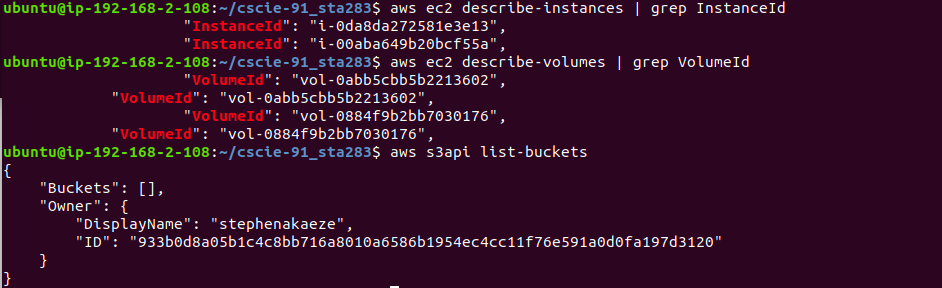 ubuntu@ip-192-168-2-108:~/cscie-91_sta283$ aws ec2 describe-instances | grep InstanceId
"InstanceId": "i-0da8da272581e3e13",
"InstanceId": "i-00aba649b20bcf55a",
ubuntu@ip-192-168-2-108:~/cscie-91_sta283$ aws ec2 describe-volumes | grep VolumeId
"VolumeId": "vol-0abb5cbb5b2213602",
"VolumeId": "vol-0abb5cbb5b2213602",
"VolumeId": "vol-0884f9b2bb7030176",
"VolumeId": "vol-0884f9b2bb7030176",
ubuntu@ip-192-168-2-108:~/cscie-91_sta283$ aws s3api list-buckets
{
"Buckets": [],
"Owner": {
"DisplayName": "stephenakaeze",
"ID": "933b0d8a05b1c4c8bb716a8010a6586b1954ec4cc11f76e591a0d0fa197d3120"
}
}